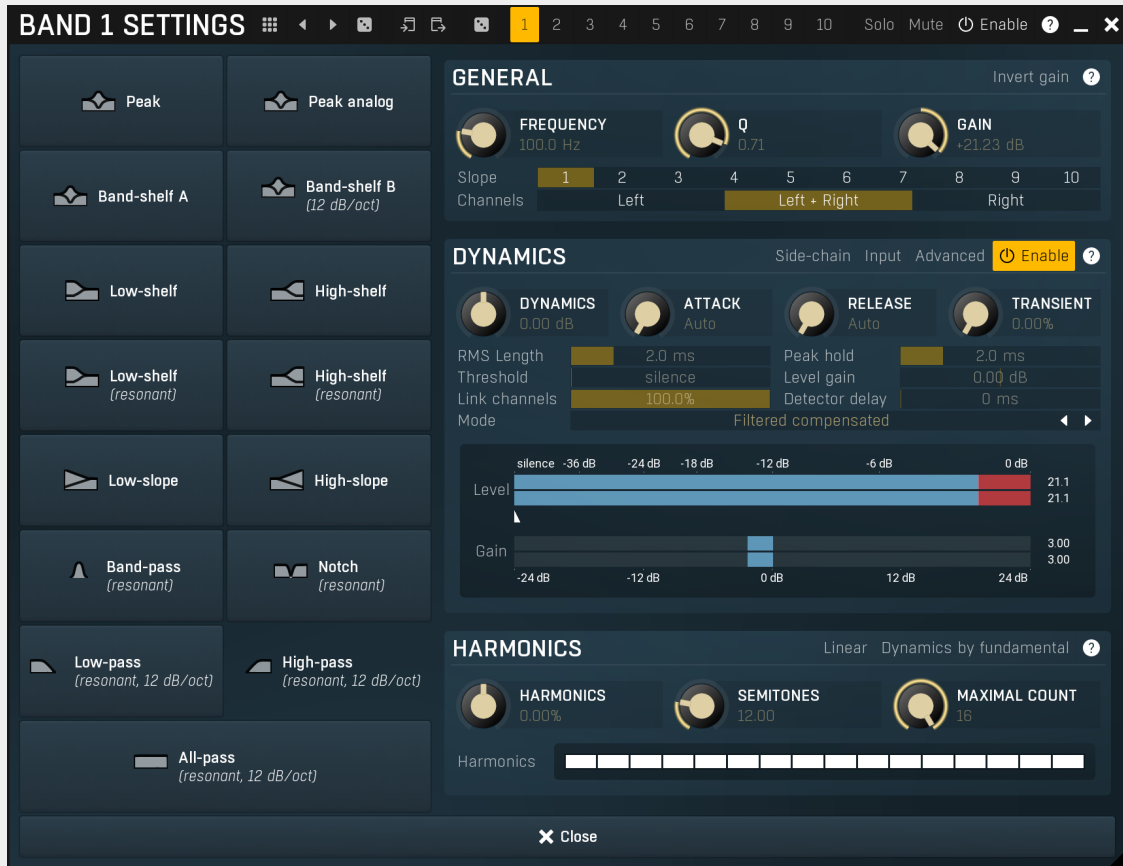 BAND 1 SETTINGS 1 2 3 4 5 6 7 8 9 10 Solo Mute Enable ?
Peak
Peak analog
Band-shelf A
Band-shelf B
(12 dB/oct)
Low-shelf
High-shelf
Low-shelf
(resonant)
High-shelf
(resonant)
Low-slope
High-slope
Band-pass
(resonant)
Notch
(resonant)
Low-pass
(resonant, 12 dB/oct)
High-pass
(resonant, 12 dB/oct)
All-pass
(resonant, 12 dB/oct)
GENERAL Invert gain ?
FREQUENCY
100.0 Hz
Q
0.71
GAIN
+21.23 dB
Slope 1 2 3 4 5 6 7 8 9 10
Channels Left Left + Right Right
DYNAMICS Side-chain Input Advanced Enable ?
DYNAMICS
0.00 dB
ATTACK
Auto
RELEASE
Auto
TRANSIENT
0.00%
RMS Length 2.0 ms Peak hold 2.0 ms
Threshold silence Level gain 0.00 dB
Link channels 100.0% Detector delay 0 ms
Mode Filtered compensated
silence -36 dB -24 dB -18 dB -12 dB -6 dB 0 dB
Level 21.1
21.1
Gain 3.00
3.00
-24 dB -12 dB 0 dB 12 dB 24 dB
HARMONICS Linear Dynamics by fundamental ?
HARMONICS
0.00%
SEMITONES
12.00
MAXIMAL COUNT
16
Harmonics
Close